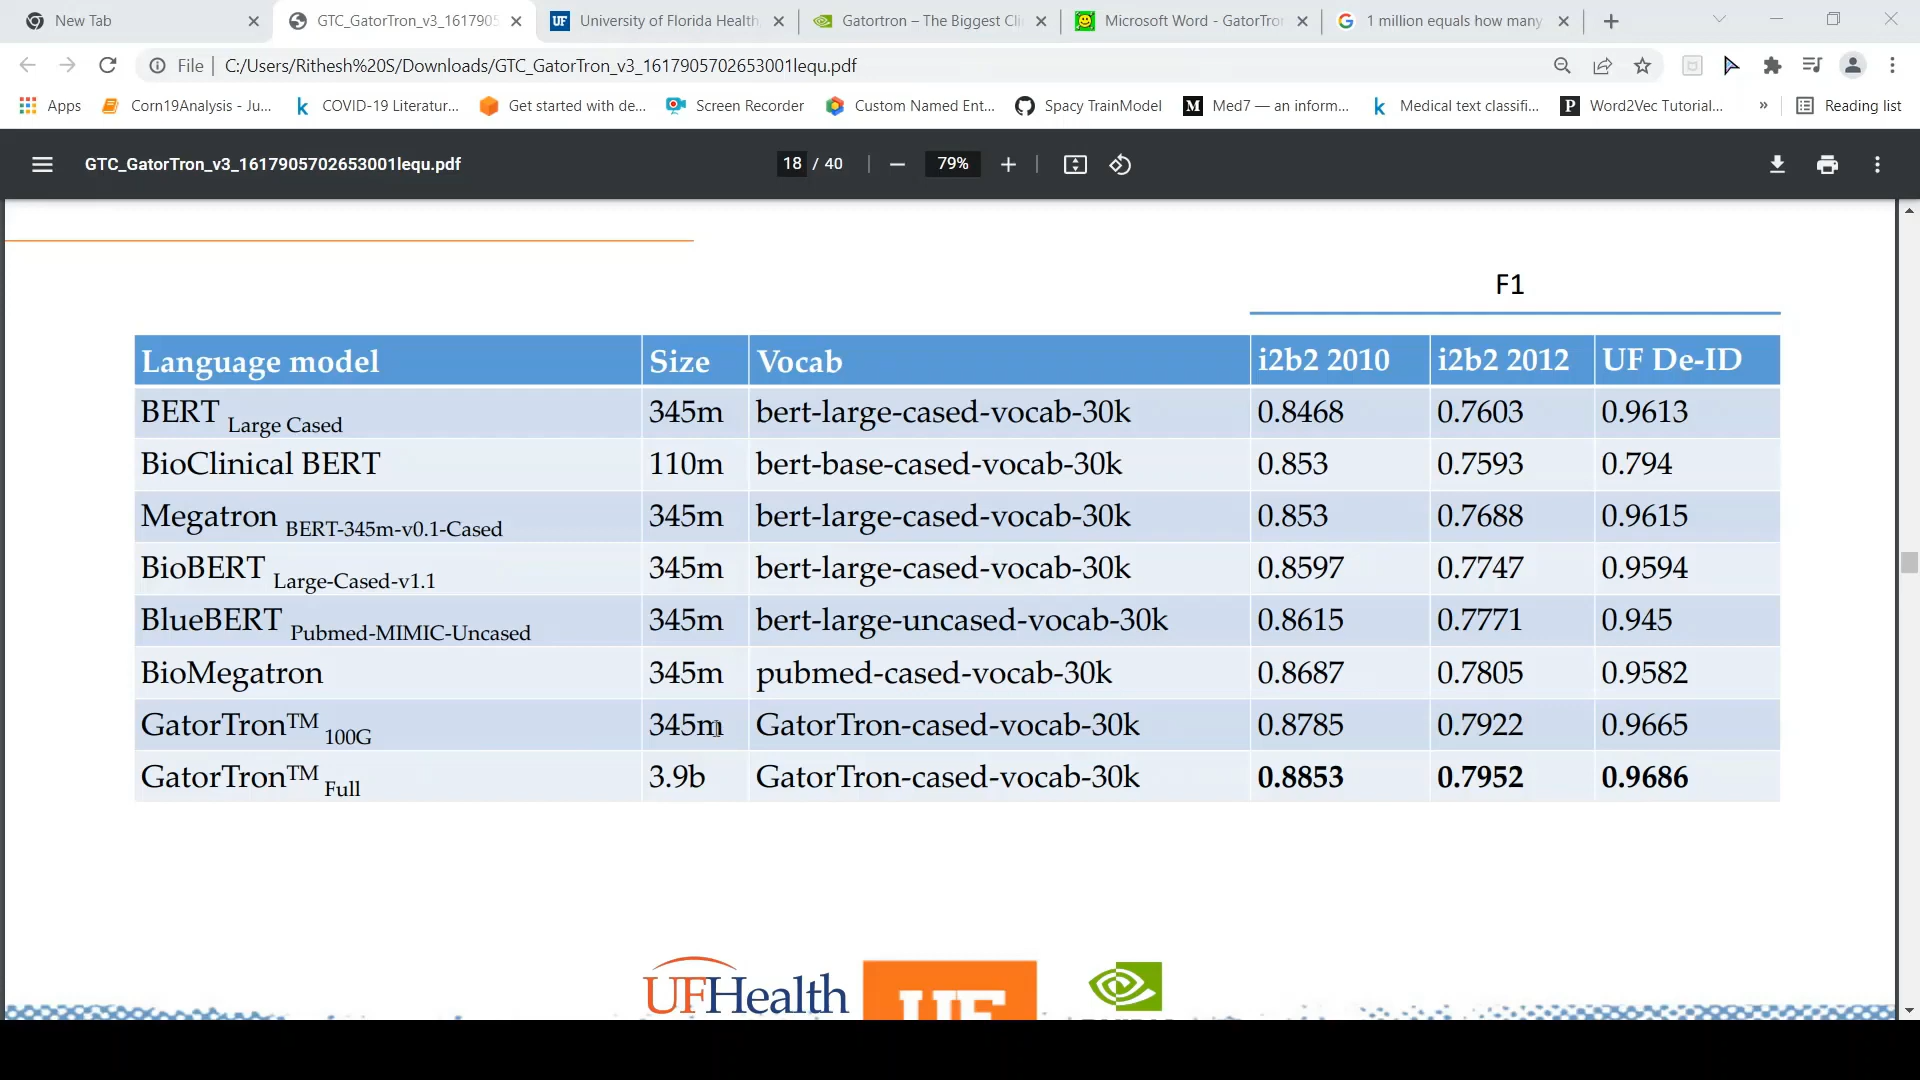 New Tab
GTC_GatorTron_v3_1617905
University of Florida Health
Gatortron – The Biggest Cli
Microsoft Word - GatorTron
1 million equals how many
File C:/Users/Rithesh%20S/Downloads/GTC_GatorTron_v3_1617905702653001lequ.pdf
Apps
Corn19Analysis - Ju...
COVID-19 Literatur...
Get started with de...
Screen Recorder
Custom Named Ent...
Spacy TrainModel
Med7 — an inform...
Medical text classifi...
Word2Vec Tutorial...
»
Reading list
GTC_GatorTron_v3_1617905702653001lequ.pdf
18 / 40
79%
F1
Language model Size Vocab i2b2 2010 i2b2 2012 UF De-ID
BERT Large Cased 345m bert-large-cased-vocab-30k 0.8468 0.7603 0.9613
BioClinical BERT 110m bert-base-cased-vocab-30k 0.853 0.7593 0.794
Megatron BERT-345m-v0.1-Cased 345m bert-large-cased-vocab-30k 0.853 0.7688 0.9615
BioBERT Large-Cased-v1.1 345m bert-large-cased-vocab-30k 0.8597 0.7747 0.9594
BlueBERT Pubmed-MIMIC-Uncased 345m bert-large-uncased-vocab-30k 0.8615 0.7771 0.945
BioMegatron 345m pubmed-cased-vocab-30k 0.8687 0.7805 0.9582
GatorTron™ 100G 345m GatorTron-cased-vocab-30k 0.8785 0.7922 0.9665
GatorTron™ Full 3.9b GatorTron-cased-vocab-30k 0.8853 0.7952 0.9686
UFHealth
UF